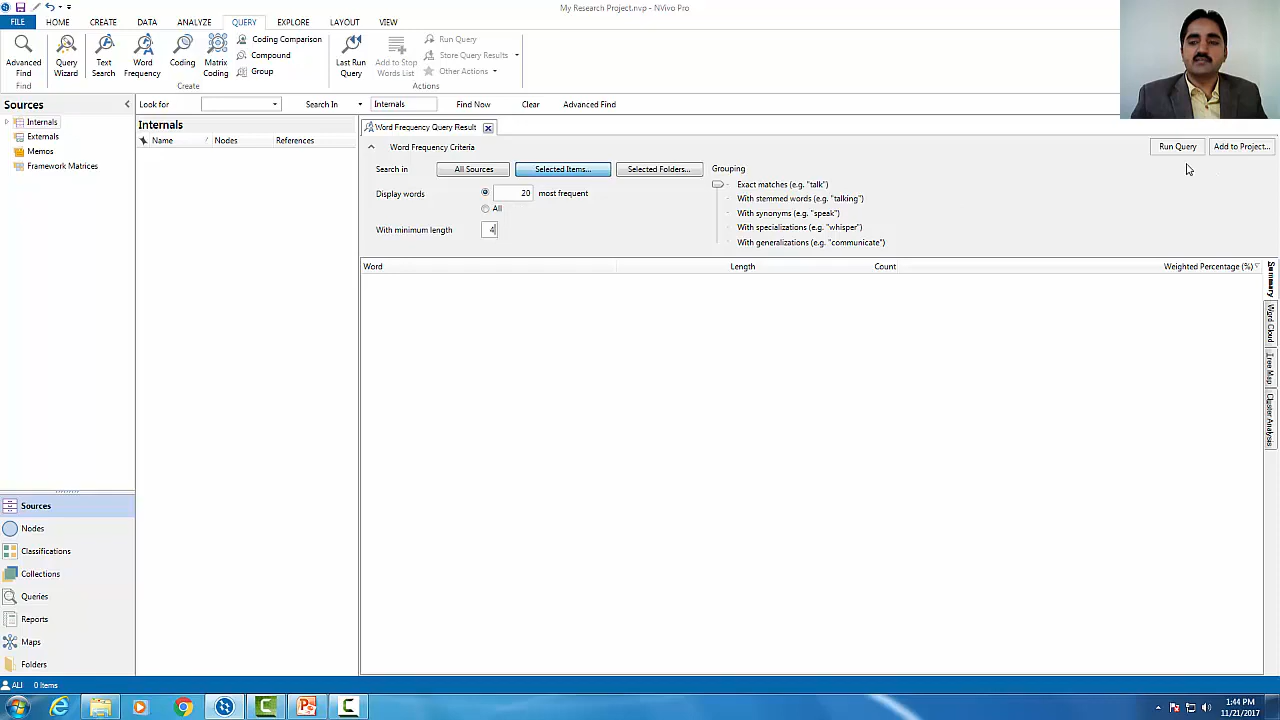 My Research Project.nvp - NVivo Pro
FILE HOME CREATE DATA ANALYZE QUERY EXPLORE LAYOUT VIEW
Advanced Find
Query Wizard
Text Search
Word Frequency
Coding
Matrix Coding
Coding Comparison
Compound
Group
Last Run Query
Add to Stop Words List
Run Query
Store Query Results
Other Actions
Find Create Actions
Sources
Look for Search In Internals Find Now Clear Advanced Find
Internals
Externals
Memos
Framework Matrices
Internals
Name Nodes References
Word Frequency Query Result
Word Frequency Criteria
Run Query Add to Project...
Search in All Sources Selected Items... Selected Folders... Grouping
Display words 20 most frequent
All
With minimum length 4
Exact matches (e.g. "talk")
With stemmed words (e.g. "talking")
With synonyms (e.g. "speak")
With specializations (e.g. "whisper")
With generalizations (e.g. "communicate")
Word Length Count Weighted Percentage (%)
Summary
Word Cloud
Tree Map
Cluster Analysis
Sources
Nodes
Classifications
Collections
Queries
Reports
Maps
Folders
ALI 0 Items
1:44 PM
11/21/2017